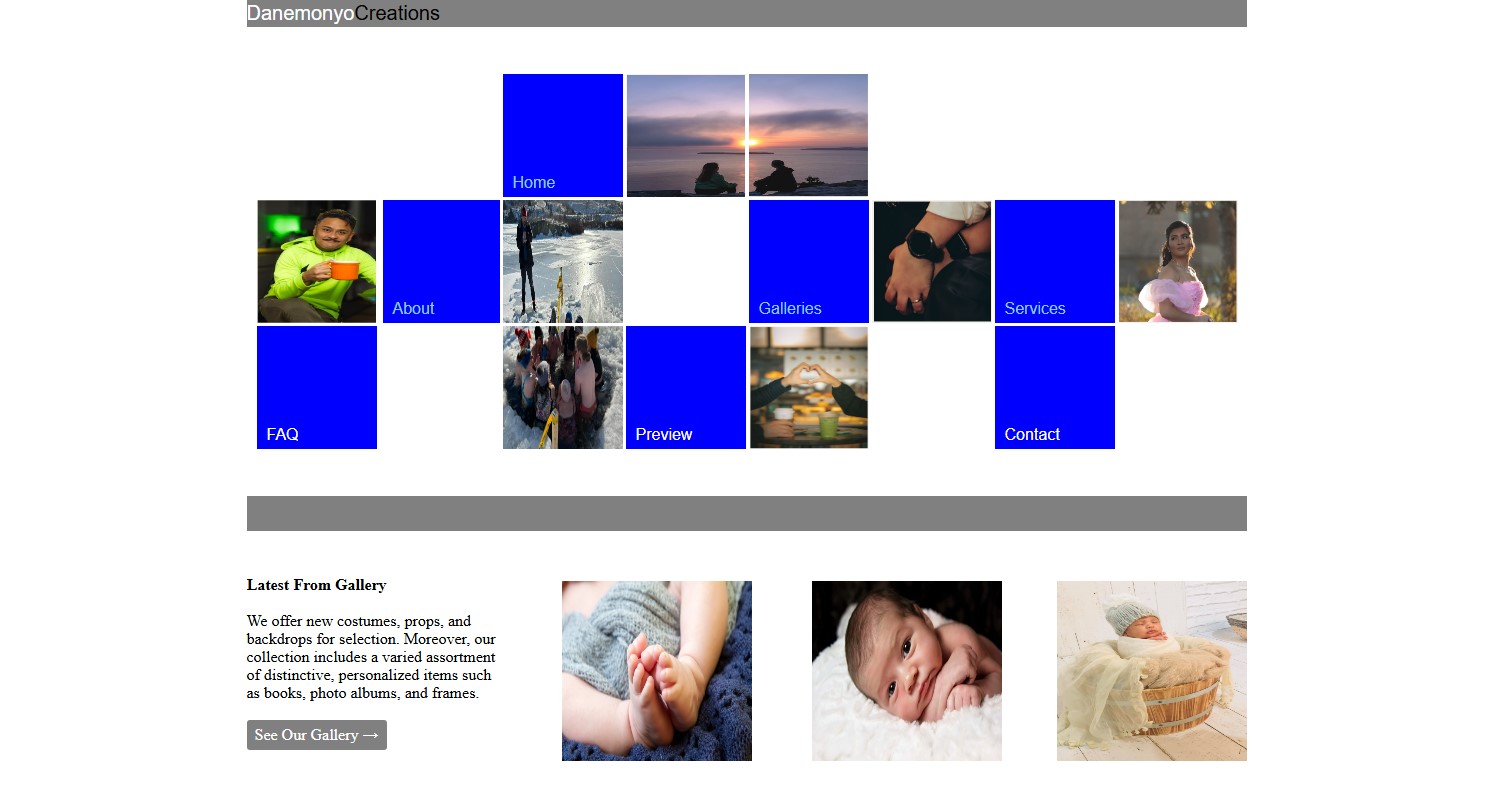 DanemonyoCreations
Home
About
Galleries
Services
FAQ
Preview
Contact
Latest From Gallery
We offer new costumes, props, and
backdrops for selection. Moreover, our
collection includes a varied assortment
of distinctive, personalized items such
as books, photo albums, and frames.
See Our Gallery →